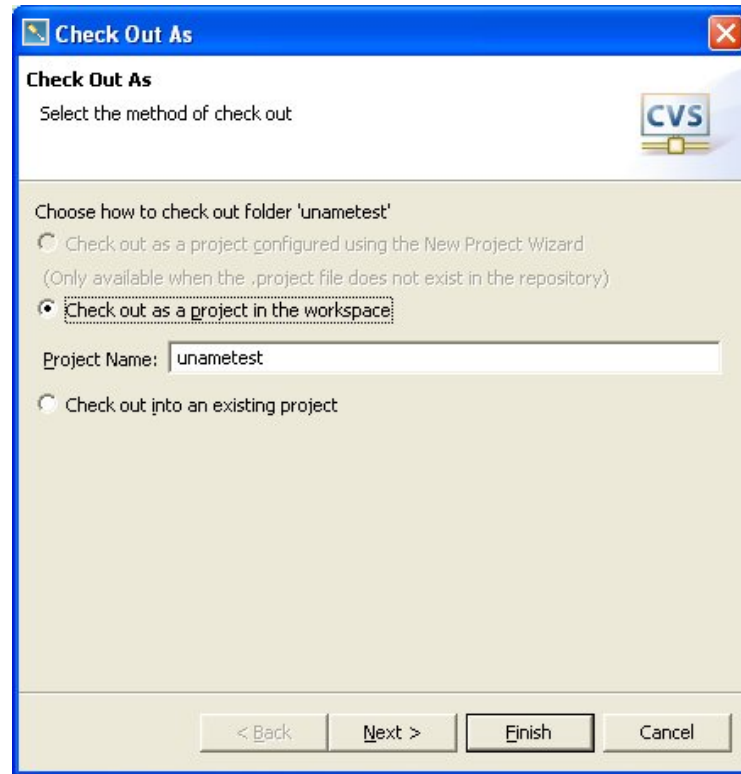 Check Out As
Check Out As
Select the method of check out
CVS
Choose how to check out folder 'unametest'
Check out as a project configured using the New Project Wizard
(Only available when the .project file does not exist in the repository)
Check out as a project in the workspace
Project Name: unametest
Check out into an existing project
< Back Next > Finish Cancel